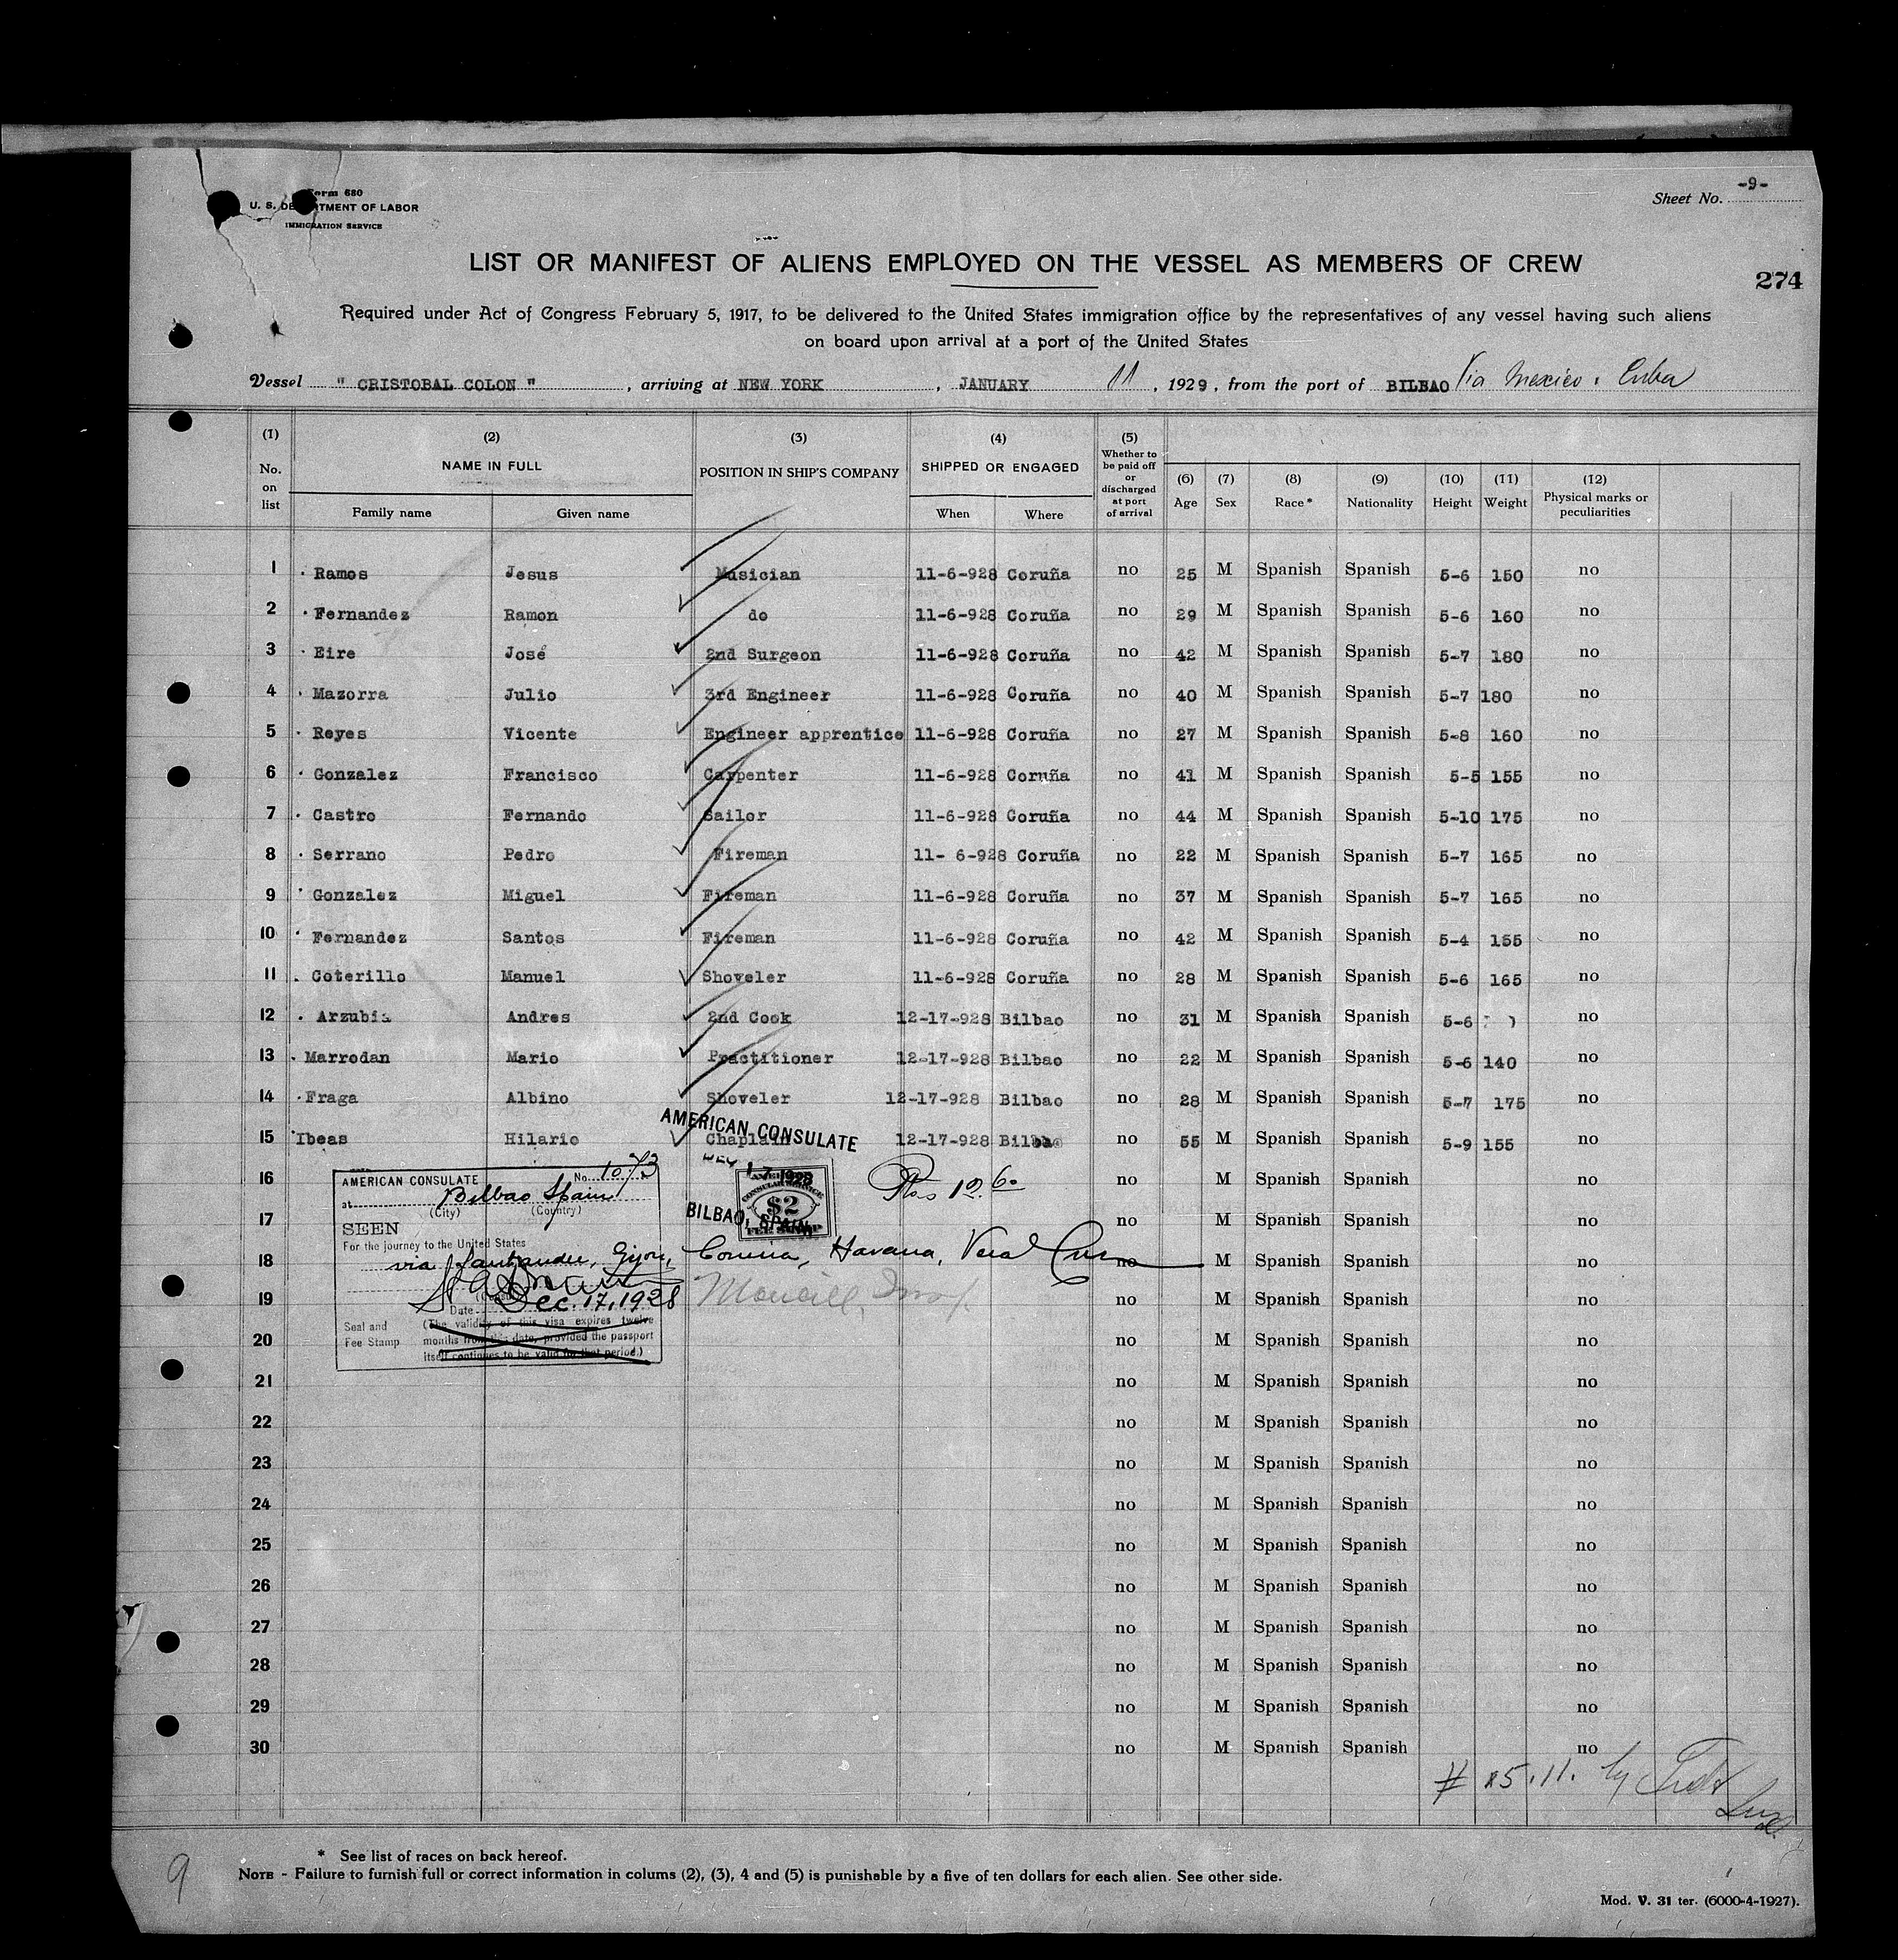 Form 680
U. S. DEPARTMENT OF LABOR
IMMIGRATION SERVICE
Sheet No. -9-
LIST OR MANIFEST OF ALIENS EMPLOYED ON THE VESSEL AS MEMBERS OF CREW
274
Required under Act of Congress February 5, 1917, to be delivered to the United States immigration office by the representatives of any vessel having such aliens
on board upon arrival at a port of the United States
Vessel " CRISTOBAL COLON " , arriving at NEW YORK , JANUARY 11 , 1929, from the port of BILBAO Via Mexico & Cuba
(1) No. on list (2) NAME IN FULL Family name Given name (3) POSITION IN SHIP'S COMPANY (4) SHIPPED OR ENGAGED When Where (5) Whether to be paid off or discharged at port of arrival (6) Age (7) Sex (8) Race * (9) Nationality (10) Height (11) Weight (12) Physical marks or peculiarities
1 Ramos Jesus Musician 11-6-928 Coruña no 25 M Spanish Spanish 5-6 150 no
2 Fernandez Ramon do 11-6-928 Coruña no 29 M Spanish Spanish 5-6 160 no
3 Eire José 2nd Surgeon 11-6-928 Coruña no 42 M Spanish Spanish 5-7 180 no
4 Mazorra Julio 3rd Engineer 11-6-928 Coruña no 40 M Spanish Spanish 5-7 180 no
5 Reyes Vicente Engineer apprentice 11-6-928 Coruña no 27 M Spanish Spanish 5-8 160 no
6 Gonzalez Francisco Carpenter 11-6-928 Coruña no 41 M Spanish Spanish 5-5 155 no
7 Castro Fernando Sailor 11-6-928 Coruña no 44 M Spanish Spanish 5-10 175 no
8 Serrano Pedro Fireman 11- 6-928 Coruña no 22 M Spanish Spanish 5-7 165 no
9 Gonzalez Miguel Fireman 11-6-928 Coruña no 37 M Spanish Spanish 5-7 165 no
10 Fernandez Santos Fireman 11-6-928 Coruña no 42 M Spanish Spanish 5-4 155 no
11 Coterillo Manuel Shoveler 11-6-928 Coruña no 28 M Spanish Spanish 5-6 165 no
12 Arzubia Andres 2nd Cook 12-17-928 Bilbao no 31 M Spanish Spanish 5-6 no
13 Marrodan Mario Practitioner 12-17-928 Bilbao no 22 M Spanish Spanish 5-6 140 no
14 Fraga Albino Shoveler 12-17-928 Bilbao no 28 M Spanish Spanish 5-7 175 no
15 Ibeas Hilario Chaplain 12-17-928 Bilbao no 55 M Spanish Spanish 5-9 155 no
AMERICAN CONSULATE
16 no M Spanish Spanish no
AMERICAN CONSULATE No. 1073
at Bilbao Spain
(City) (Country)
DEC 17 1928
$2
FEE STAMP
BILBAO, SPAIN
17 no M Spanish Spanish no
SEEN
For the journey to the United States
18 via Santander, Gijon, Coruña, Havana, Vera Cruz no M Spanish Spanish no
19 no M Spanish Spanish no
Date Dec. 17, 1928
Seal and Fee Stamp
(The validity of this visa expires twelve
months from this date, provided the passport
itself continues to be valid for that period.)
20 no M Spanish Spanish no
21 no M Spanish Spanish no
22 no M Spanish Spanish no
23 no M Spanish Spanish no
24 no M Spanish Spanish no
25 no M Spanish Spanish no
26 no M Spanish Spanish no
27 no M Spanish Spanish no
28 no M Spanish Spanish no
29 no M Spanish Spanish no
30 no M Spanish Spanish no
* See list of races on back hereof.
NOTE - Failure to furnish full or correct information in colums (2), (3), 4 and (5) is punishable by a five of ten dollars for each alien. See other side.
9
Mod. V. 31 ter. (6000-4-1927).